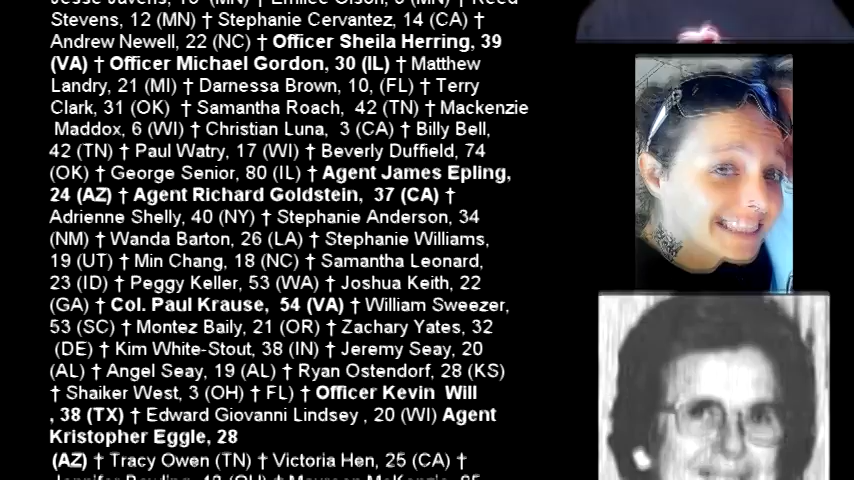 Stevens, 12 (MN) † Stephanie Cervantez, 14 (CA) †
Andrew Newell, 22 (NC) † Officer Sheila Herring, 39
(VA) † Officer Michael Gordon, 30 (IL) † Matthew
Landry, 21 (MI) † Darnessa Brown, 10, (FL) † Terry
Clark, 31 (OK) † Samantha Roach, 42 (TN) † Mackenzie
Maddox, 6 (WI) † Christian Luna, 3 (CA) † Billy Bell,
42 (TN) † Paul Watry, 17 (WI) † Beverly Duffield, 74
(OK) † George Senior, 80 (IL) † Agent James Epling,
24 (AZ) † Agent Richard Goldstein, 37 (CA) †
Adrienne Shelly, 40 (NY) † Stephanie Anderson, 34
(NM) † Wanda Barton, 26 (LA) † Stephanie Williams,
19 (UT) † Min Chang, 18 (NC) † Samantha Leonard,
23 (ID) † Peggy Keller, 53 (WA) † Joshua Keith, 22
(GA) † Col. Paul Krause, 54 (VA) † William Sweezer,
53 (SC) † Montez Baily, 21 (OR) † Zachary Yates, 32
(DE) † Kim White-Stout, 38 (IN) † Jeremy Seay, 20
(AL) † Angel Seay, 19 (AL) † Ryan Ostendorf, 28 (KS)
† Shaiker West, 3 (OH) † FL) † Officer Kevin Will
, 38 (TX) † Edward Giovanni Lindsey , 20 (WI) Agent
Kristopher Eggle, 28
(AZ) † Tracy Owen (TN) † Victoria Hen, 25 (CA) †